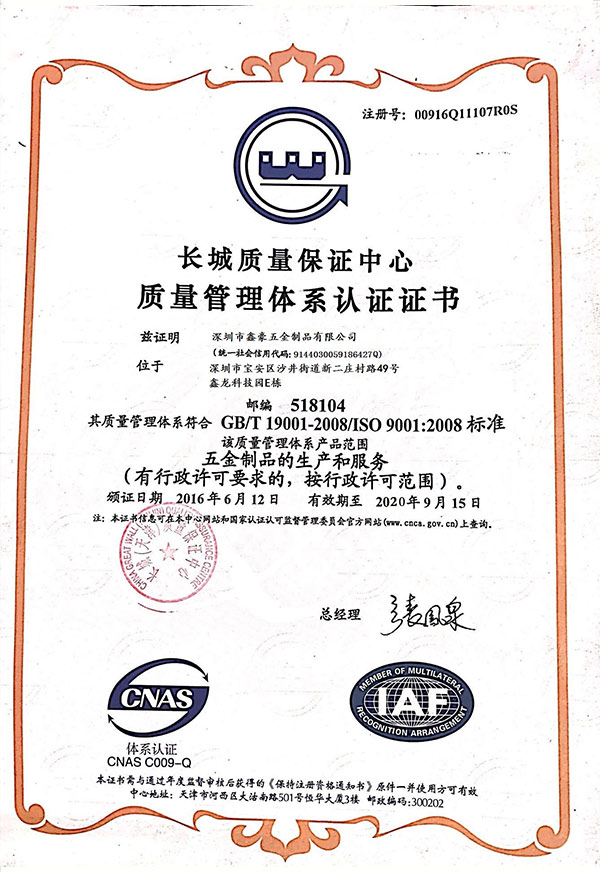 注册号：00916Q11107R0S
长城质量保证中心
质量管理体系认证证书
兹证明 深圳市鑫豪五金制品有限公司
(统一社会信用代码：9144030059186427Q)
位于 深圳市宝安区沙井街道新二庄村路49号
鑫龙科技园E栋
邮编 518104
其质量管理体系符合 GB/T 19001-2008/ISO 9001:2008 标准
该质量管理体系产品范围
五金制品的生产和服务
（有行政许可要求的，按行政许可范围）。
颁证日期 2016年6月12日 有效期至 2020年9月15日
注：本证书信息可在本中心网站和国家认证认可监督管理委员会官方网站(www.cnca.gov.cn)上查询。
总经理
CNAS
体系认证
CNAS C009-Q
MEMBER OF MULTILATERAL
IAF
RECOGNITION ARRANGEMENT
本证书需与通过年度监督审核后获得的《保持注册资格通知书》原件一并使用方可有效
中心地址：天津市河西区大沽南路501号恒华大厦3楼 邮政编码:300202